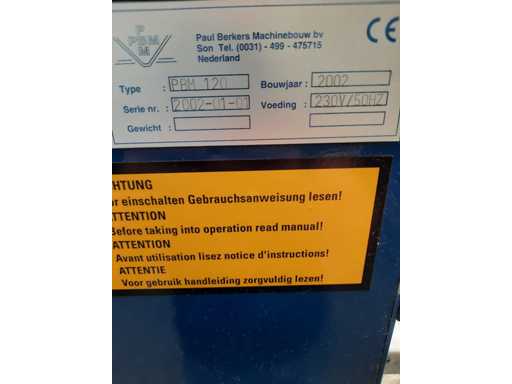 P
PBM
M
Paul Berkers Machinebouw bv
Son Tel. (0031) - 499 - 475715
Nederland
CE
Type : PBM 120 Bouwjaar : 2002
Serie nr. : 2002-01-01 Voeding : 230V/50HZ
Gewicht : :
HTUNG
or einschalten Gebrauchsanweisung lesen!
ATTENTION
Before taking into operation read manual!
ATTENTION
Avant utilisation lisez notice d'instructions!
ATTENTIE
Voor gebruik handleiding zorgvuldig lezen!